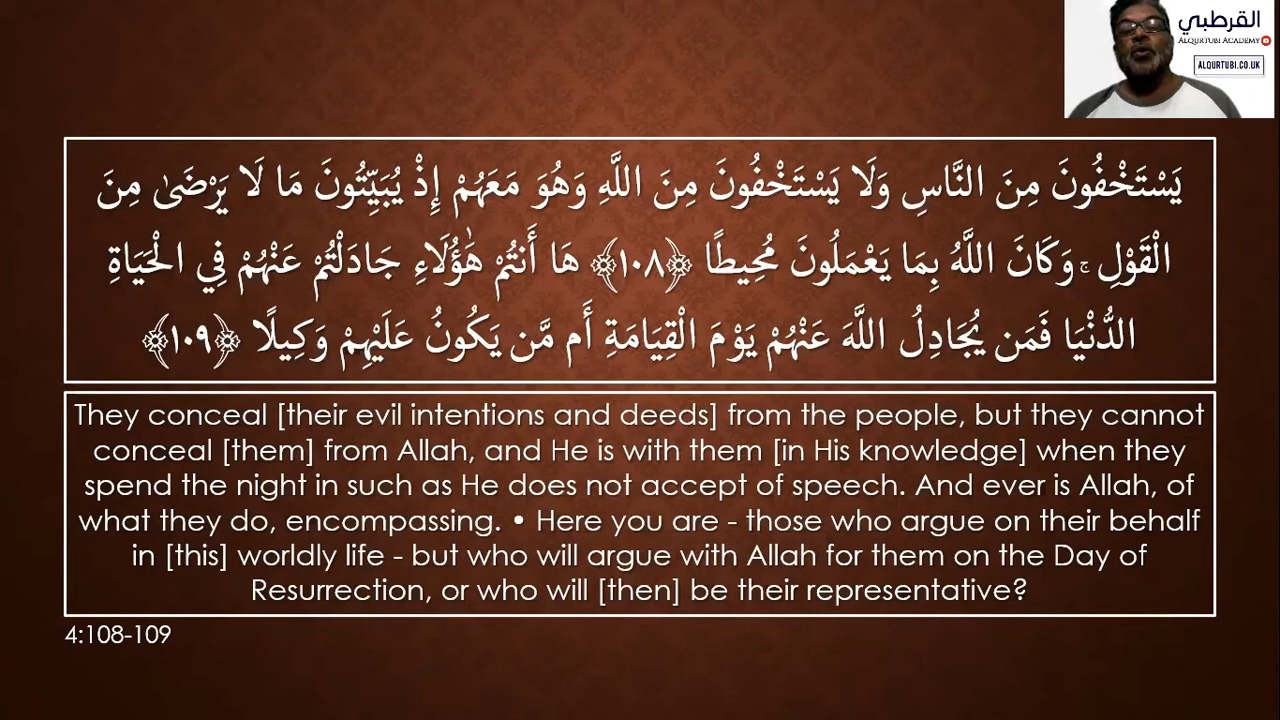 القرطبي
ALQURTUBI ACADEMY
ALQURTUBI.CO.UK
يَسْتَخْفُونَ مِنَ النَّاسِ وَلَا يَسْتَخْفُونَ مِنَ اللَّهِ وَهُوَ مَعَهُمْ إِذْ يُبَيِّتُونَ مَا لَا يَرْضَىٰ مِنَ
الْقَوْلِ ۚ وَكَانَ اللَّهُ بِمَا يَعْمَلُونَ مُحِيطًا ﴿١٠٨﴾ هَا أَنتُمْ هَٰؤُلَاءِ جَادَلْتُمْ عَنْهُمْ فِي الْحَيَاةِ
الدُّنْيَا فَمَن يُجَادِلُ اللَّهَ عَنْهُمْ يَوْمَ الْقِيَامَةِ أَم مَّن يَكُونُ عَلَيْهِمْ وَكِيلًا ﴿١٠٩﴾
They conceal [their evil intentions and deeds] from the people, but they cannot
conceal [them] from Allah, and He is with them [in His knowledge] when they
spend the night in such as He does not accept of speech. And ever is Allah, of
what they do, encompassing. • Here you are - those who argue on their behalf
in [this] worldly life - but who will argue with Allah for them on the Day of
Resurrection, or who will [then] be their representative?
4:108-109